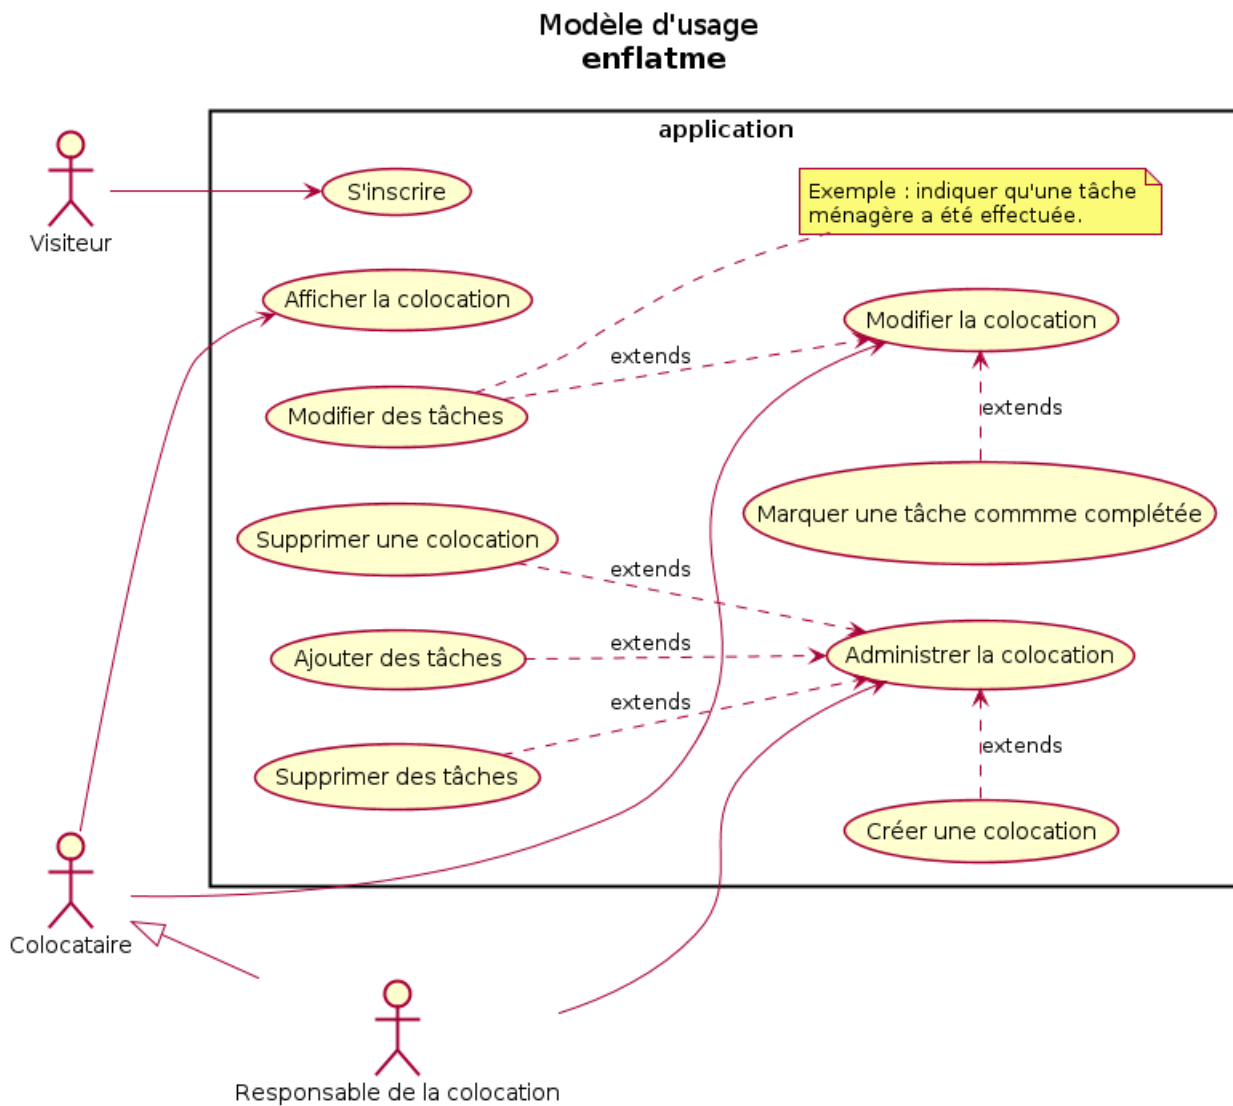 Modèle d'usage
enflatme
application
Visiteur
S'inscrire
Exemple : indiquer qu'une tâche
ménagère a été effectuée.
Afficher la colocation
Modifier la colocation
extends
Modifier des tâches
extends
Supprimer une colocation
Marquer une tâche commme complétée
extends
Ajouter des tâches
extends
Administrer la colocation
extends
Supprimer des tâches
extends
Créer une colocation
Colocataire
Responsable de la colocation